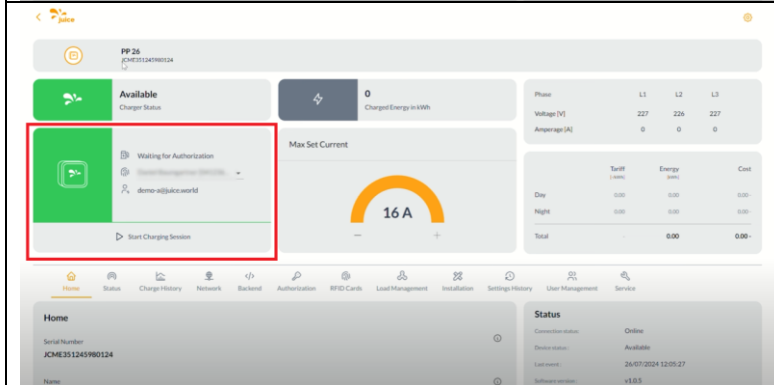 juice
PP 26
JCME351245980124
Available
Charger Status
0
Charged Energy in kWh
Phase L1 L2 L3
Voltage [V] 227 226 227
Amperage [A] 0 0 0
Waiting for Authorization
demo-a@juice.world
Start Charging Session
Max Set Current
16 A
− +
Tariff Energy Cost
[kWh]
Day 0.00 0.00 0.00-
Night 0.00 0.00 0.00-
Total - 0.00 0.00-
Home Status Charge History Network Backend Authorization RFID Cards Load Management Installation Settings History User Management Service
Home
Serial Number
JCME351245980124
Name
Status
Connection status: Online
Device status: Available
Last event: 26/07/2024 12:05:27
Software version: v1.0.5